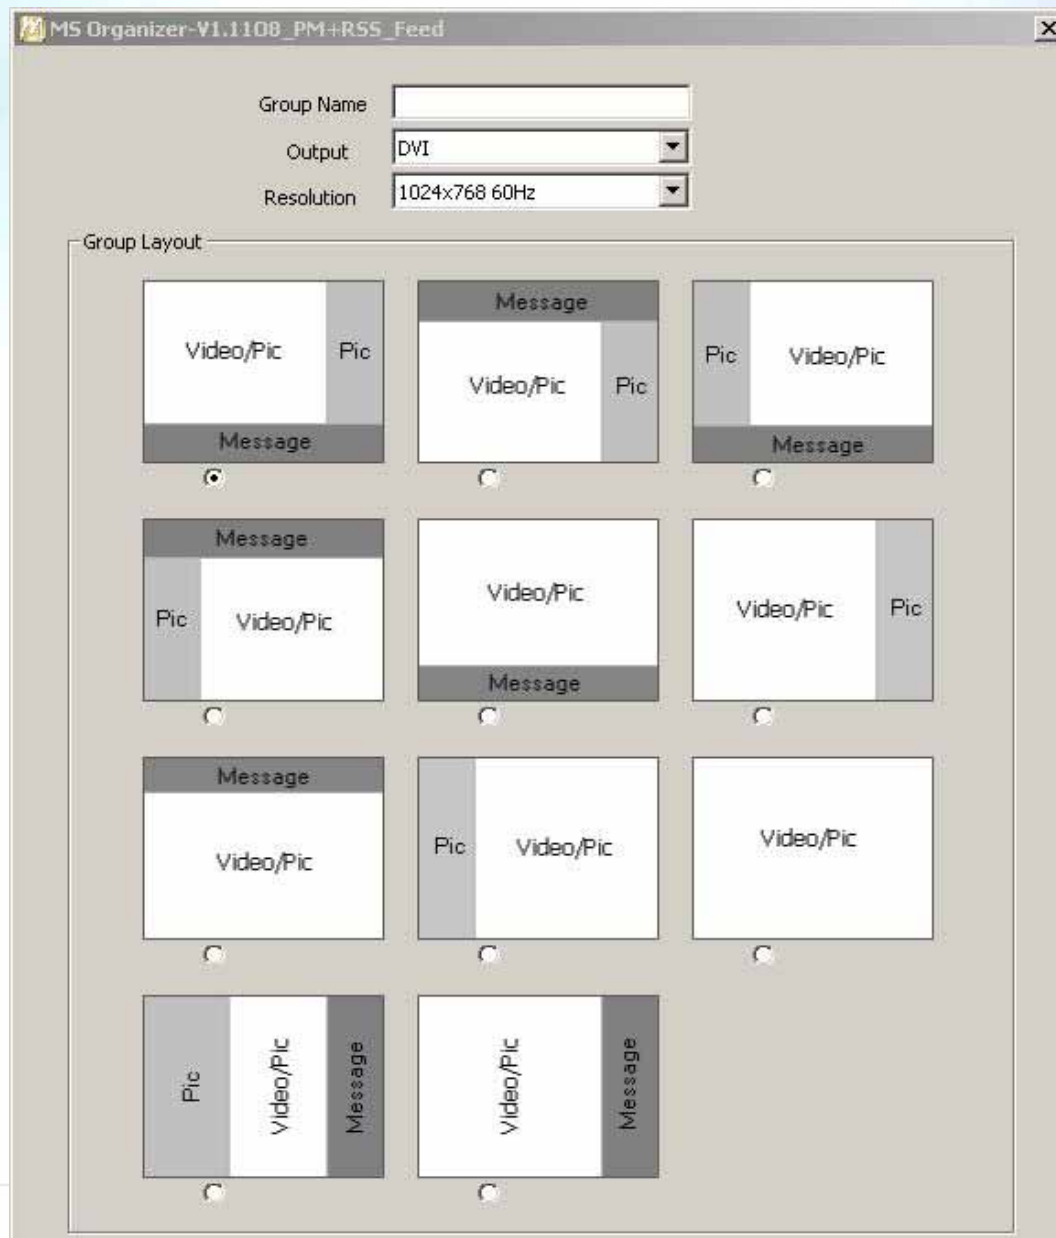 MS Organizer-V1.1108_PM+RSS_Feed
Group Name
Output DVI
Resolution 1024x768 60Hz
Group Layout
Video/Pic Pic
Message
Message
Video/Pic Pic
Pic Video/Pic
Message
Message
Pic Video/Pic
Video/Pic
Message
Video/Pic Pic
Message
Video/Pic
Pic Video/Pic
Video/Pic
Pic Video/Pic Message
Video/Pic Message